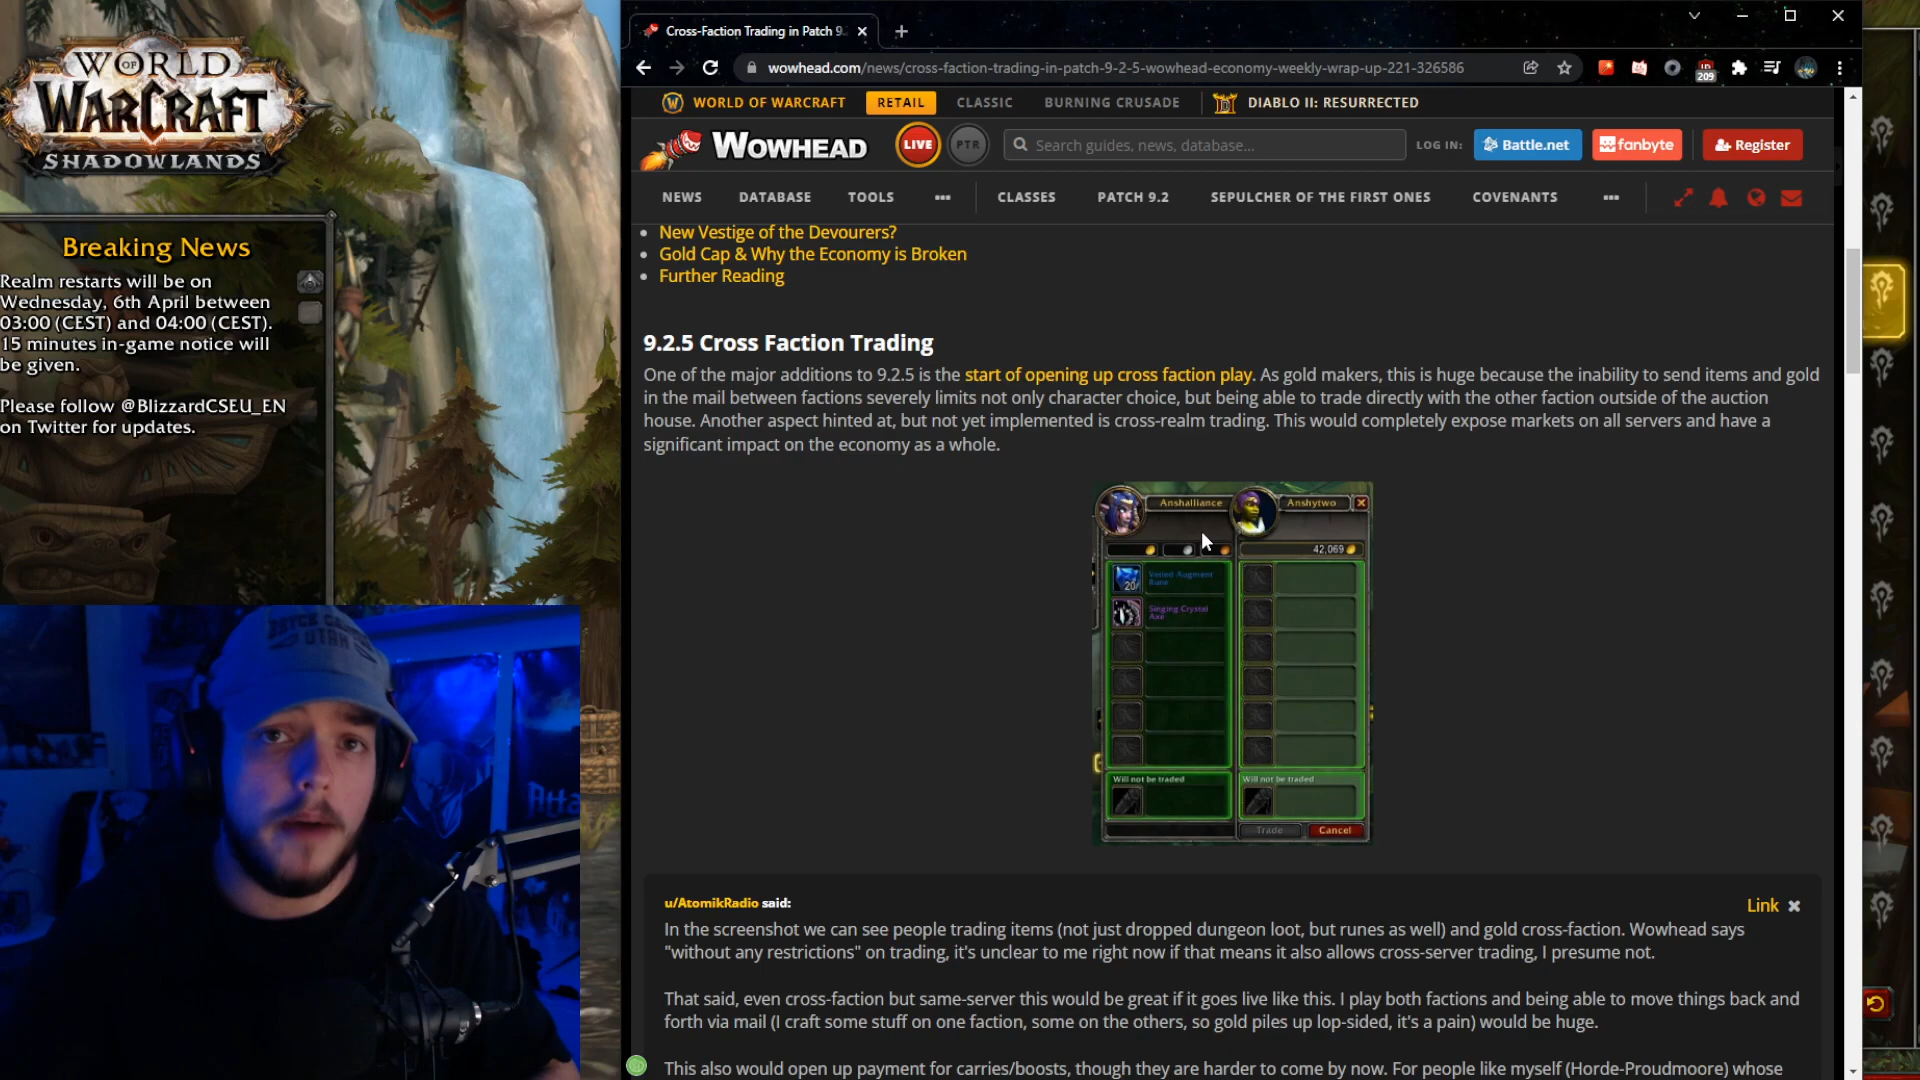 WORLD OF WARCRAFT
SHADOWLANDS
Breaking News
Realm restarts will be on
Wednesday, 6th April between
03:00 (CEST) and 04:00 (CEST).
15 minutes in-game notice will
be given.
Please follow @BlizzardCSEU_EN
on Twitter for updates.
Cross-Faction Trading in Patch 9.
wowhead.com/news/cross-faction-trading-in-patch-9-2-5-wowhead-economy-weekly-wrap-up-221-326586
209
WORLD OF WARCRAFT RETAIL CLASSIC BURNING CRUSADE DIABLO II: RESURRECTED
WOWHEAD LIVE PTR Search guides, news, database... LOG IN: Battle.net fanbyte Register
NEWS DATABASE TOOLS ••• CLASSES PATCH 9.2 SEPULCHER OF THE FIRST ONES COVENANTS •••
New Vestige of the Devourers?
Gold Cap & Why the Economy is Broken
Further Reading
9.2.5 Cross Faction Trading
One of the major additions to 9.2.5 is the start of opening up cross faction play. As gold makers, this is huge because the inability to send items and gold
in the mail between factions severely limits not only character choice, but being able to trade directly with the other faction outside of the auction
house. Another aspect hinted at, but not yet implemented is cross-realm trading. This would completely expose markets on all servers and have a
significant impact on the economy as a whole.
Anshalliance Anshytwo
42,069
Veiled Augment
Rune
20
Singing Crystal
Axe
Will not be traded Will not be traded
Trade Cancel
u/AtomikRadio said: Link
In the screenshot we can see people trading items (not just dropped dungeon loot, but runes as well) and gold cross-faction. Wowhead says
"without any restrictions" on trading, it's unclear to me right now if that means it also allows cross-server trading, I presume not.
That said, even cross-faction but same-server this would be great if it goes live like this. I play both factions and being able to move things back and
forth via mail (I craft some stuff on one faction, some on the others, so gold piles up lop-sided, it's a pain) would be huge.
This also would open up payment for carries/boosts, though they are harder to come by now. For people like myself (Horde-Proudmoore) whose